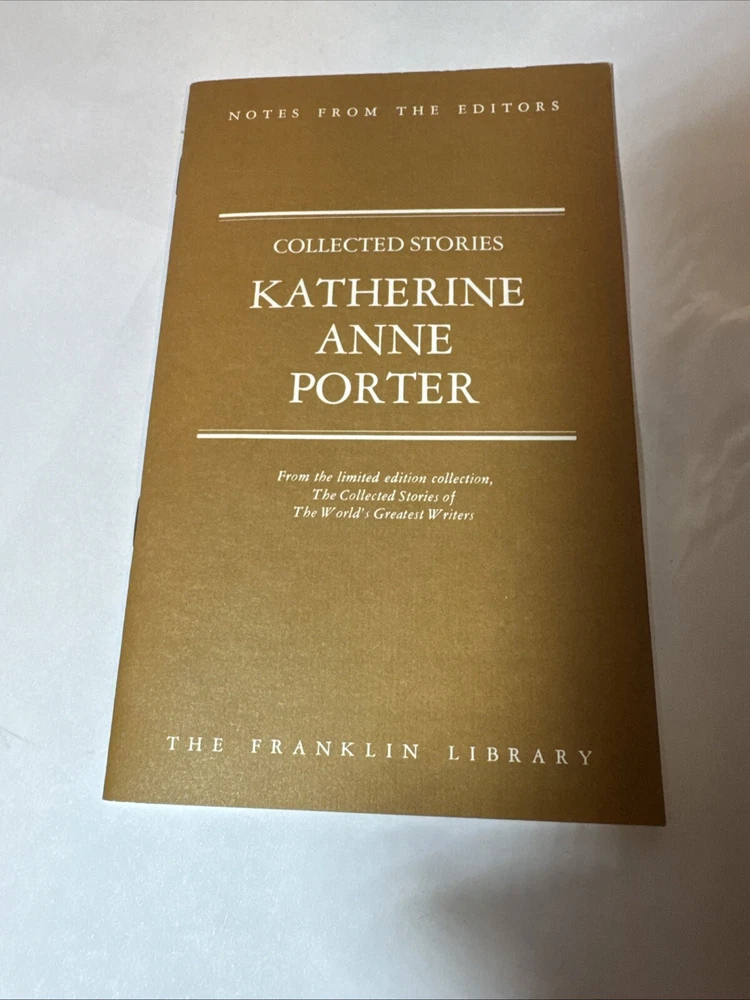 NOTES FROM THE EDITORS
COLLECTED STORIES
KATHERINE
ANNE
PORTER
From the limited edition collection,
The Collected Stories of
The World's Greatest Writers
THE FRANKLIN LIBRARY